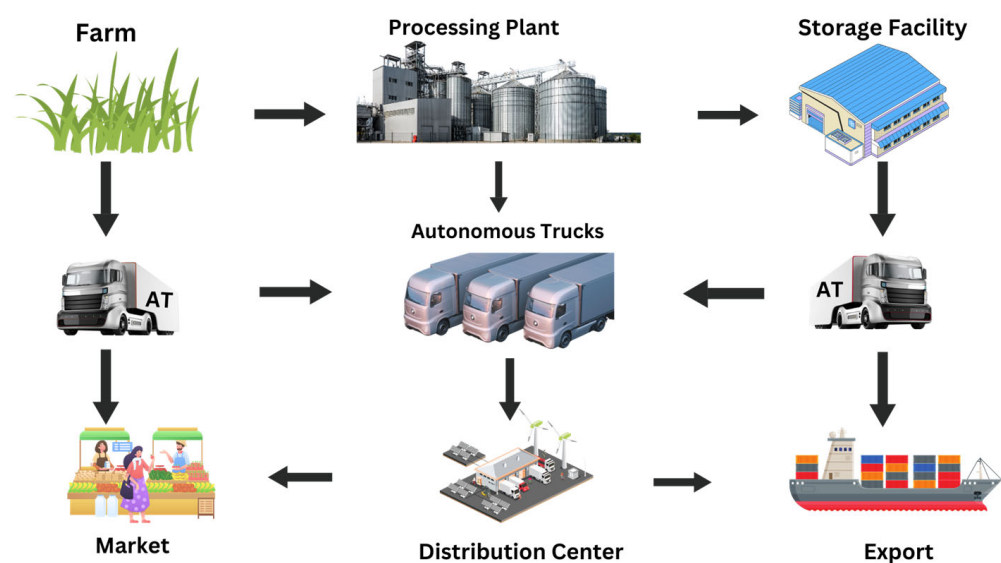 Farm
Processing Plant
Storage Facility
Autonomous Trucks
AT
AT
Market
Distribution Center
Export